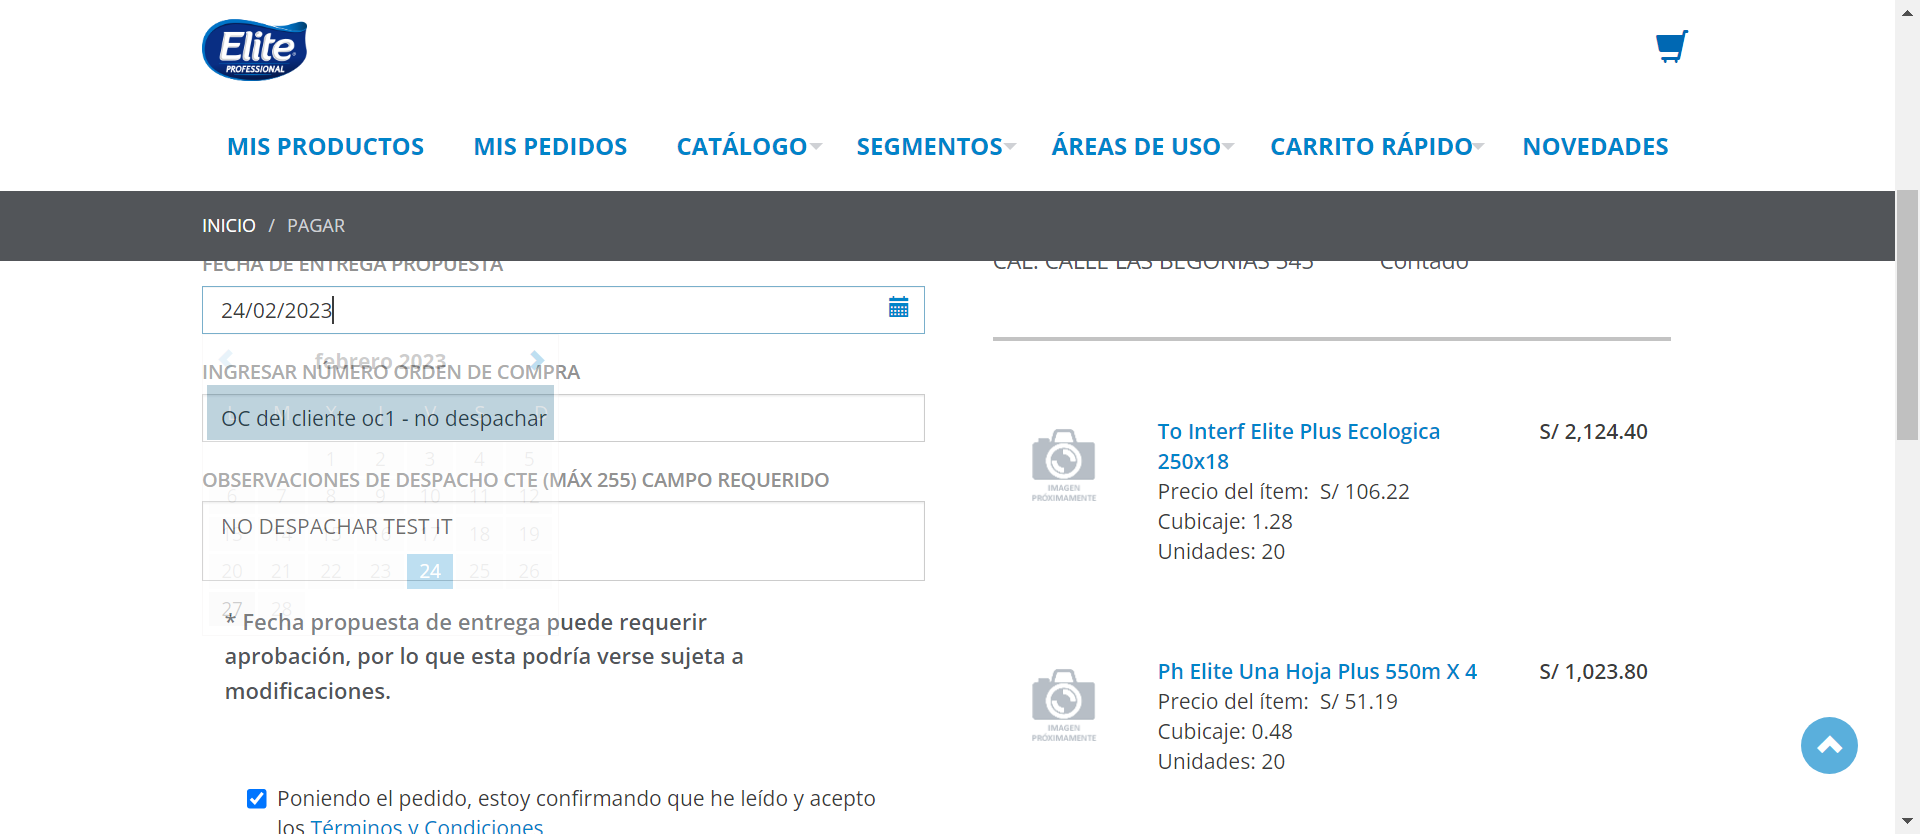 Elite
PROFESSIONAL
MIS PRODUCTOS
MIS PEDIDOS
CATÁLOGO
SEGMENTOS
ÁREAS DE USO
CARRITO RÁPIDO
NOVEDADES
INICIO / PAGAR
FECHA DE ENTREGA PROPUESTA
24/02/2023
febrero 2023
INGRESAR NÚMERO ORDEN DE COMPRA
L M X J V S D
OC del cliente oc1 - no despachar
1 2 3 4 5
OBSERVACIONES DE DESPACHO CTE (MÁX 255) CAMPO REQUERIDO
6 7 8 9 10 11 12
NO DESPACHAR TEST IT
13 14 15 16 17 18 19
20 21 22 23 24 25 26
27 28
* Fecha propuesta de entrega puede requerir
aprobación, por lo que esta podría verse sujeta a
modificaciones.
Poniendo el pedido, estoy confirmando que he leído y acepto
los Términos y Condiciones
CAL. CALLE LAS BEGONIAS 545
Contado
IMAGEN
PRÓXIMAMENTE
To Interf Elite Plus Ecologica
250x18
S/ 2,124.40
Precio del ítem: S/ 106.22
Cubicaje: 1.28
Unidades: 20
IMAGEN
PRÓXIMAMENTE
Ph Elite Una Hoja Plus 550m X 4
S/ 1,023.80
Precio del ítem: S/ 51.19
Cubicaje: 0.48
Unidades: 20